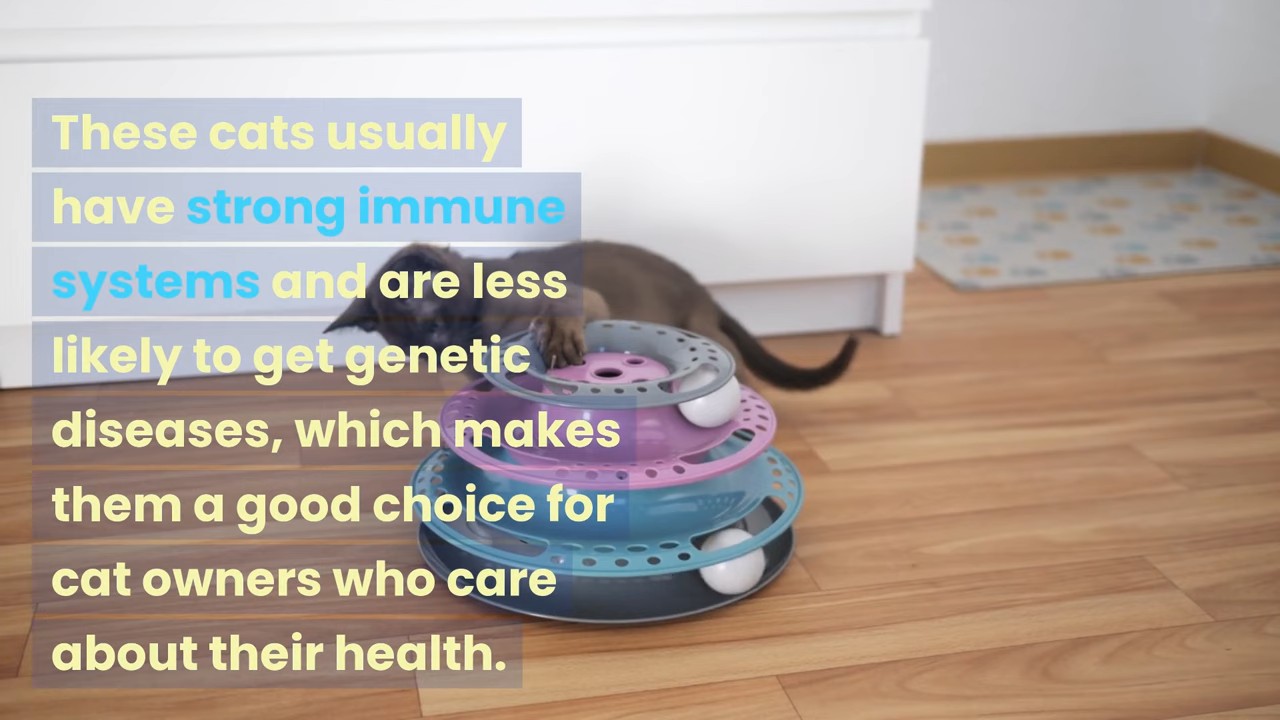 These cats usually
have strong immune
systems and are less
likely to get genetic
diseases, which makes
them a good choice for
cat owners who care
about their health.